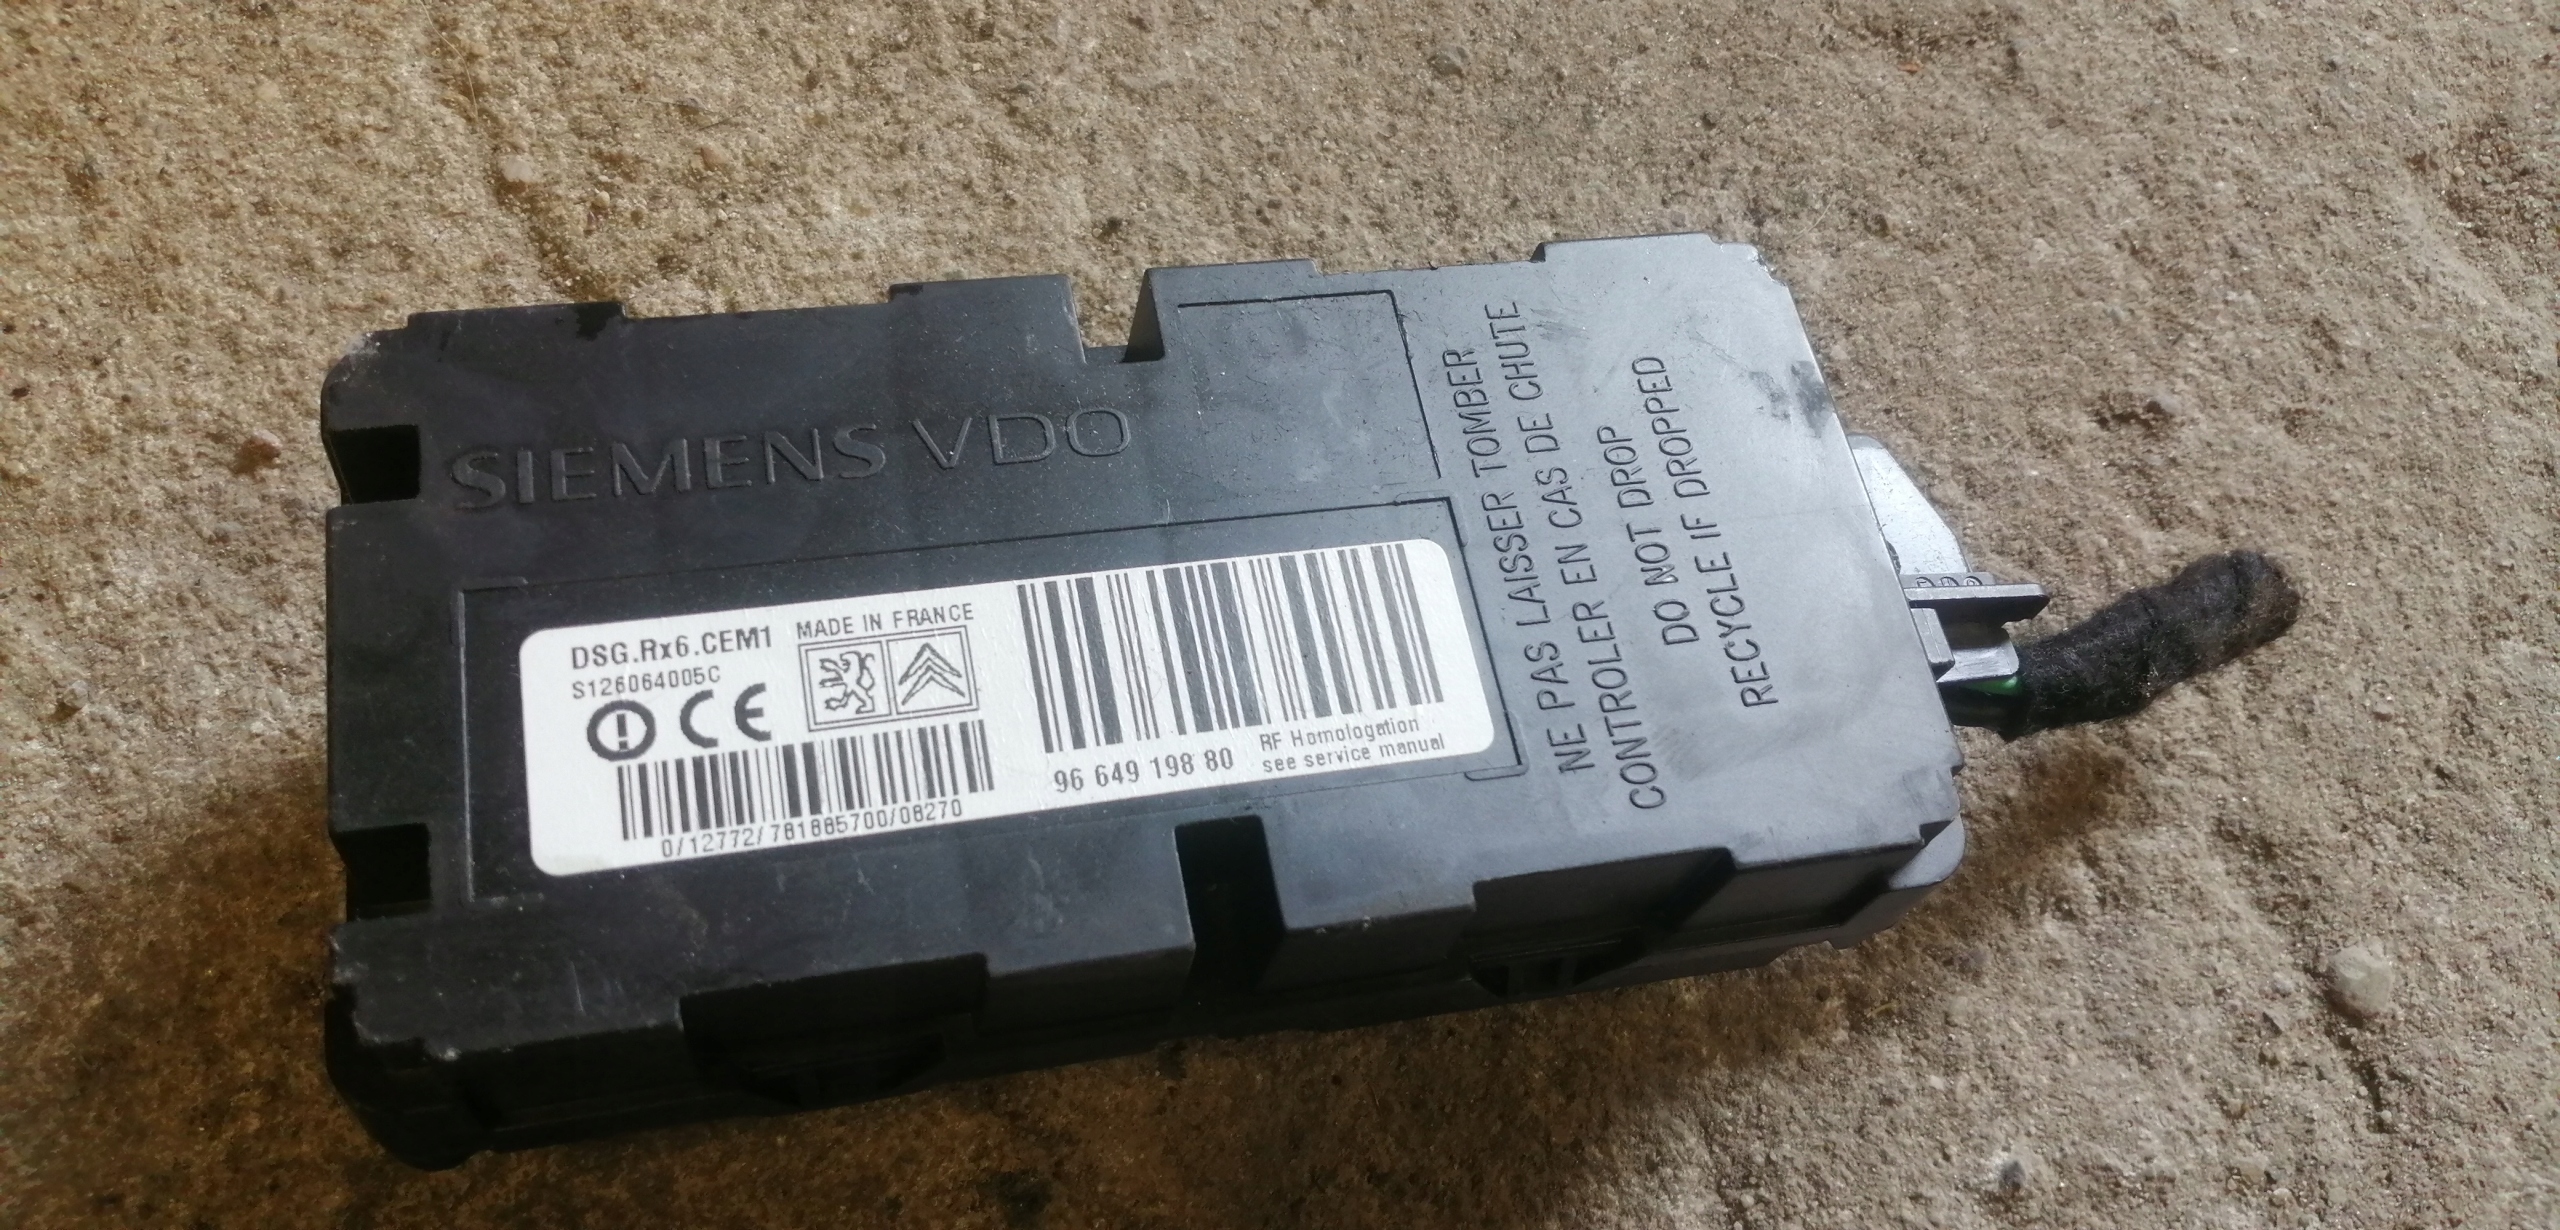 SIEMENS VDO
DSG.Rx6.CEM1
S126064005C
MADE IN FRANCE
CE
0/12772/781885700/08270
96 649 198 80
RF Homologation
see service manual
NE PAS LAISSER TOMBER
CONTROLER EN CAS DE CHUTE
DO NOT DROP
RECYCLE IF DROPPED